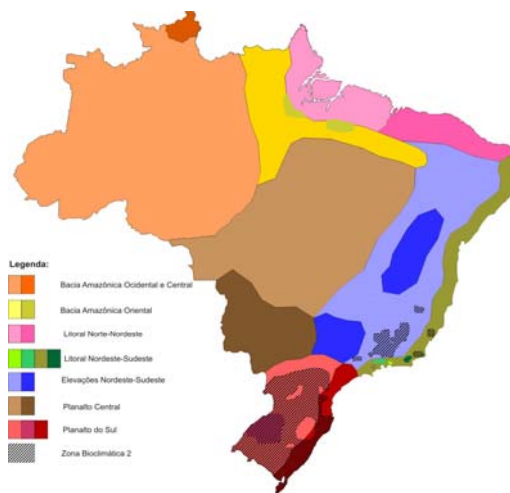 Legenda:
Bacia Amazônica Ocidental e Central
Bacia Amazônica Oriental
Litoral Norte-Nordeste
Litoral Nordeste-Sudeste
Elevações Nordeste-Sudeste
Planalto Central
Planalto do Sul
Zona Bioclimática 2